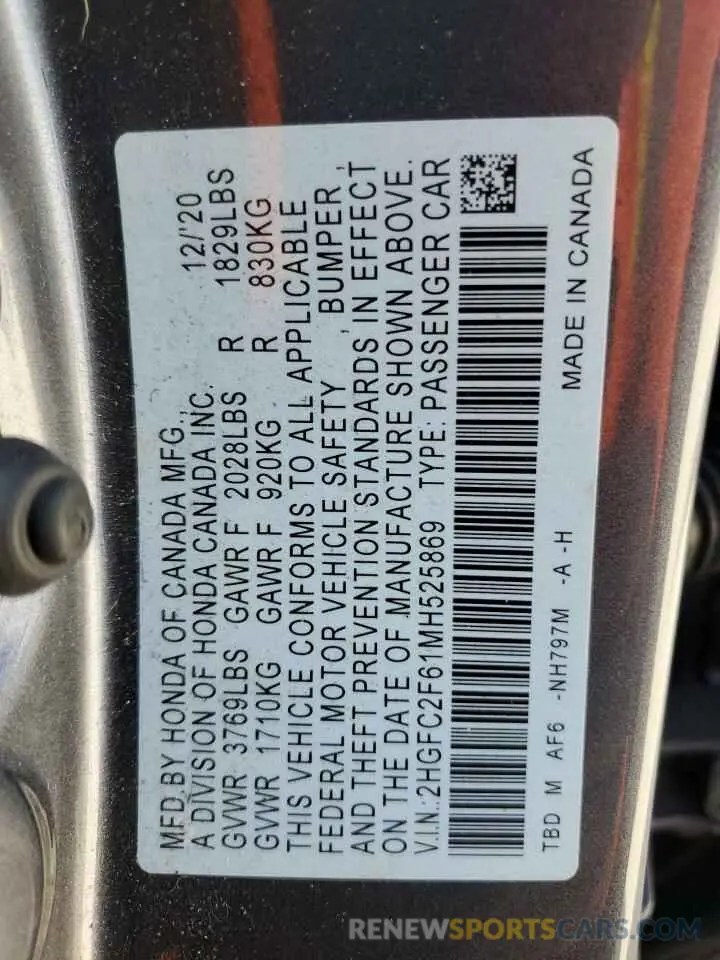 MFD.BY HONDA OF CANADA MFG., 12/'20
A DIVISION OF HONDA CANADA INC.
GVWR 3769LBS GAWR F 2028LBS R 1829LBS
GVWR 1710KG GAWR F 920KG R 830KG
THIS VEHICLE CONFORMS TO ALL APPLICABLE
FEDERAL MOTOR VEHICLE SAFETY , BUMPER ,
AND THEFT PREVENTION STANDARDS IN EFFECT
ON THE DATE OF MANUFACTURE SHOWN ABOVE.
V.I.N.:2HGFC2F61MH525869 TYPE: PASSENGER CAR
TBD M AF6 -NH797M -A -H
MADE IN CANADA
RENEWSPORTSCARS.COM